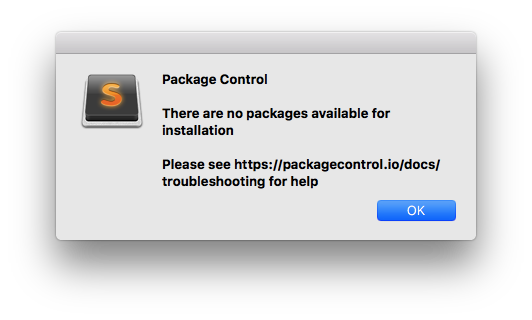 S
Package Control
There are no packages available for
installation
Please see https://packagecontrol.io/docs/
troubleshooting for help
OK